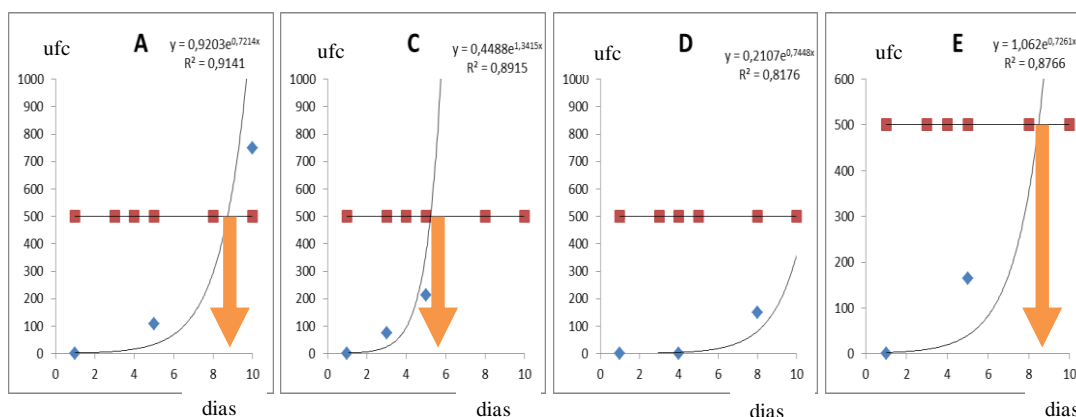 ufc
A
y = 0,9203e^0,7214x
R² = 0,9141
1000
900
800
700
600
500
400
300
200
100
0
0 2 4 6 8 10
dias
ufc
C
y = 0,4488e^1,3415x
R² = 0,8915
1000
900
800
700
600
500
400
300
200
100
0
0 2 4 6 8 10
dias
ufc
D
y = 0,2107e^0,7448x
R² = 0,8176
1000
900
800
700
600
500
400
300
200
100
0
0 2 4 6 8 10
dias
ufc
E
y = 1,062e^0,7261x
R² = 0,8766
600
500
400
300
200
100
0
0 2 4 6 8 10
dias